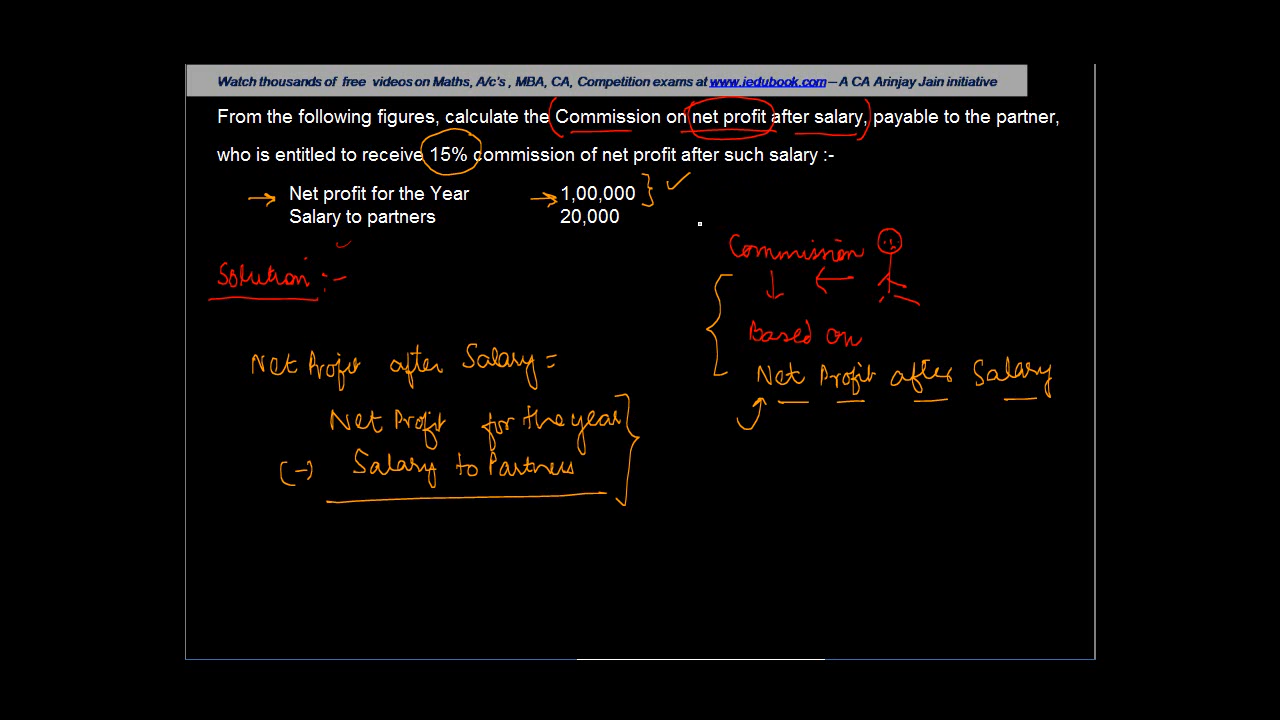 Watch thousands of free videos on Maths, A/c's , MBA, CA, Competition exams at www.iedubook.com – A CA Arinjay Jain initiative
From the following figures, calculate the Commission on net profit after salary, payable to the partner,
who is entitled to receive 15% commission of net profit after such salary :-
Net profit for the Year 1,00,000
Salary to partners 20,000
Solution :-
Net Profit after Salary =
Net Profit for the year
(-) Salary to Partners
Commission
Based on
Net Profit after Salary